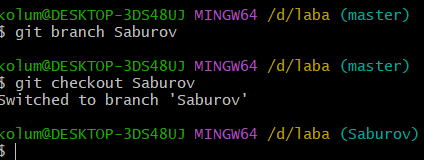 kolum@DESKTOP-3DS48UJ MINGW64 /d/laba (master)
$ git branch Saburov
kolum@DESKTOP-3DS48UJ MINGW64 /d/laba (master)
$ git checkout Saburov
Switched to branch 'Saburov'
kolum@DESKTOP-3DS48UJ MINGW64 /d/laba (Saburov)
$